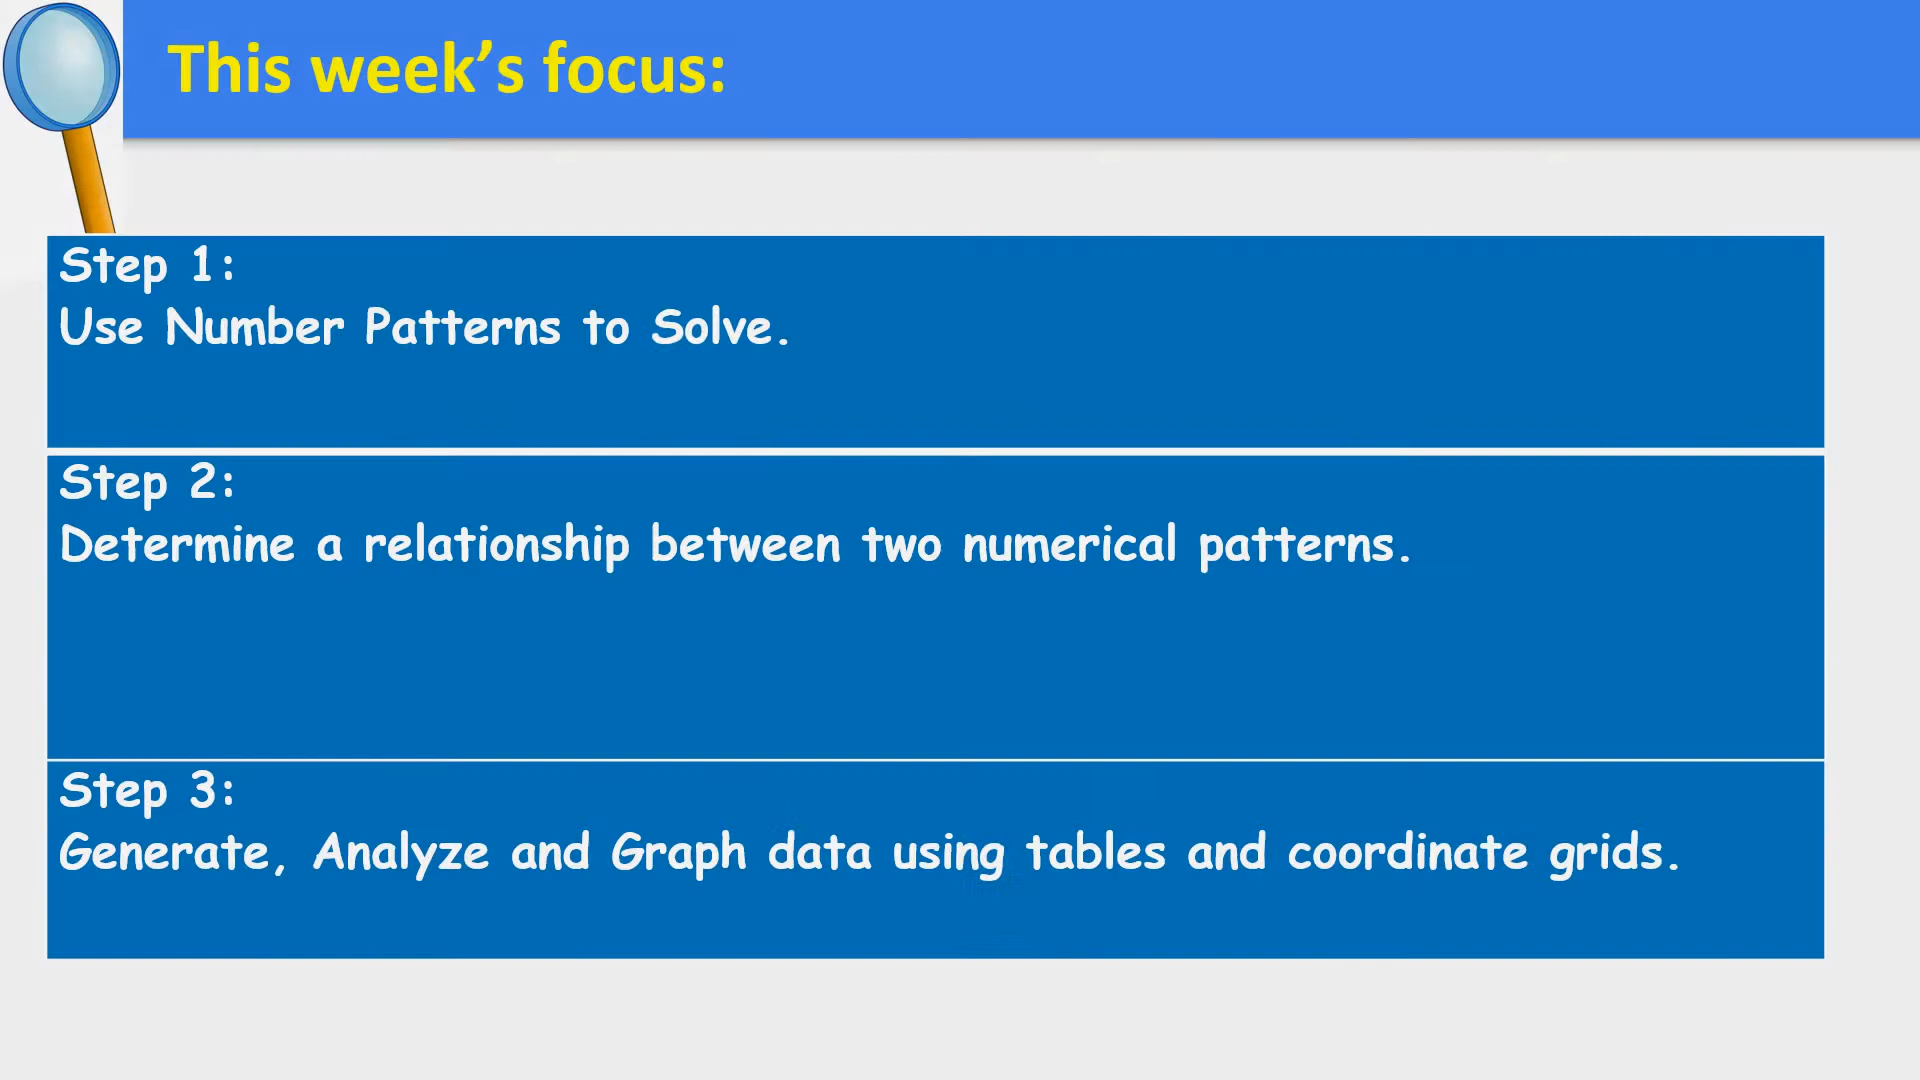 This week’s focus:
Step 1:
Use Number Patterns to Solve.
Step 2:
Determine a relationship between two numerical patterns.
Step 3:
Generate, Analyze and Graph data using tables and coordinate grids.